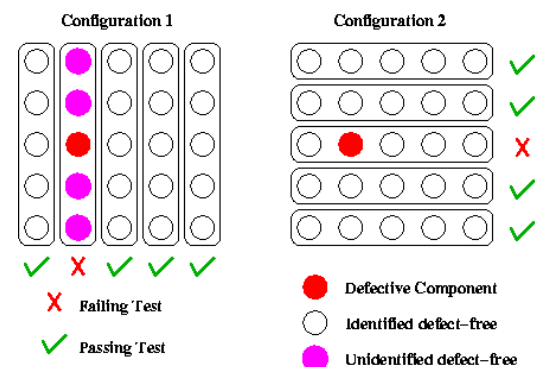 Configuration 1
Configuration 2
Failing Test
Passing Test
Defective Component
Identified defect-free
Unidentified defect-free